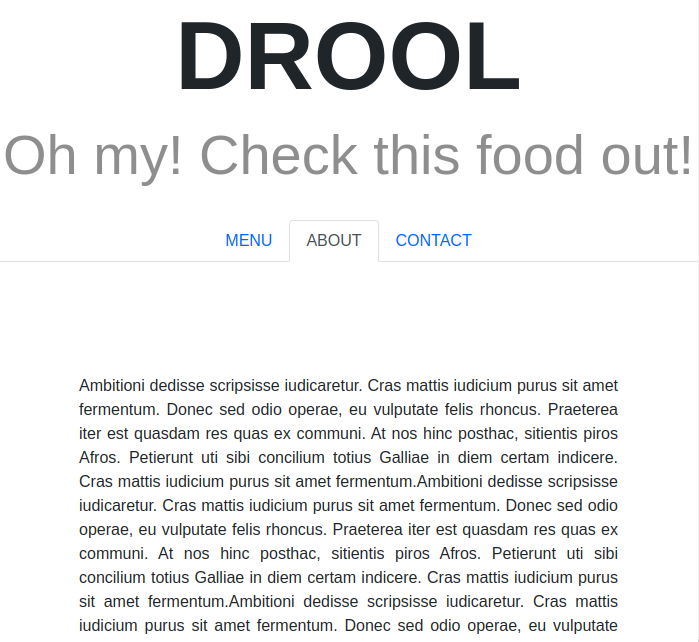 DROOL
Oh my! Check this food out!
MENU ABOUT CONTACT
Ambitioni dedisse scripsisse iudicaretur. Cras mattis iudicium purus sit amet
fermentum. Donec sed odio operae, eu vulputate felis rhoncus. Praeterea
iter est quasdam res quas ex communi. At nos hinc posthac, sitientis piros
Afros. Petierunt uti sibi concilium totius Galliae in diem certam indicere.
Cras mattis iudicium purus sit amet fermentum.Ambitioni dedisse scripsisse
iudicaretur. Cras mattis iudicium purus sit amet fermentum. Donec sed odio
operae, eu vulputate felis rhoncus. Praeterea iter est quasdam res quas ex
communi. At nos hinc posthac, sitientis piros Afros. Petierunt uti sibi
concilium totius Galliae in diem certam indicere. Cras mattis iudicium purus
sit amet fermentum.Ambitioni dedisse scripsisse iudicaretur. Cras mattis
iudicium purus sit amet fermentum. Donec sed odio operae, eu vulputate